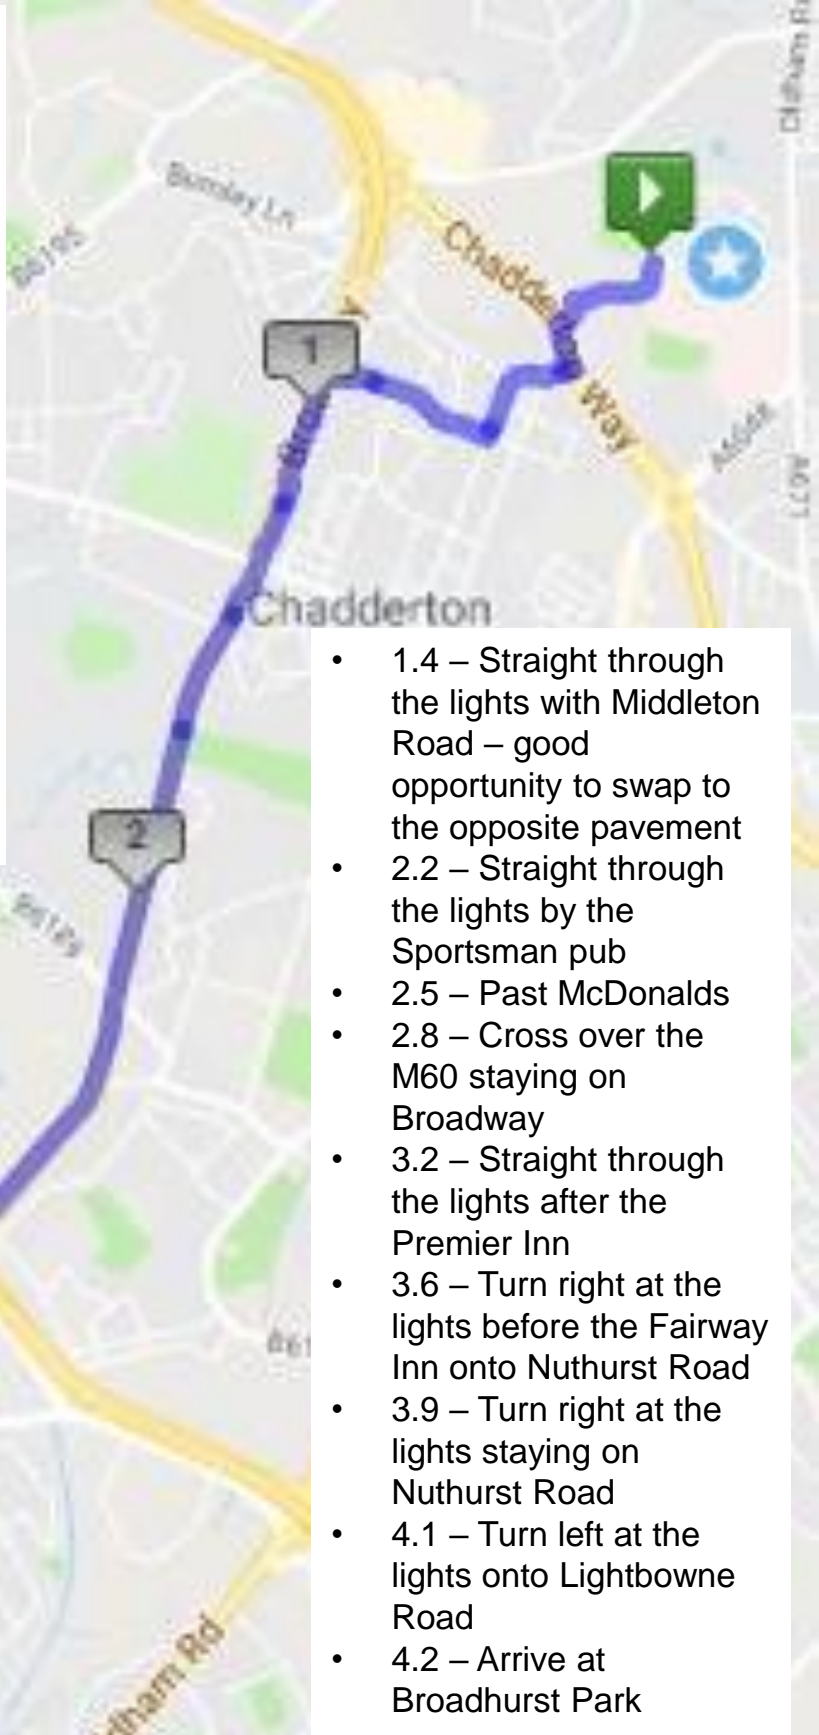 Oldham Rd
Burnley Ln
B6195
Chadderton
Way
1
A6048
A671
Chadderton
• 1.4 – Straight through
the lights with Middleton
Road – good
opportunity to swap to
the opposite pavement
• 2.2 – Straight through
the lights by the
Sportsman pub
• 2.5 – Past McDonalds
• 2.8 – Cross over the
M60 staying on
Broadway
• 3.2 – Straight through
the lights after the
Premier Inn
• 3.6 – Turn right at the
lights before the Fairway
Inn onto Nuthurst Road
• 3.9 – Turn right at the
lights staying on
Nuthurst Road
• 4.1 – Turn left at the
lights onto Lightbowne
Road
• 4.2 – Arrive at
Broadhurst Park
2
B6189
B61
dham Rd